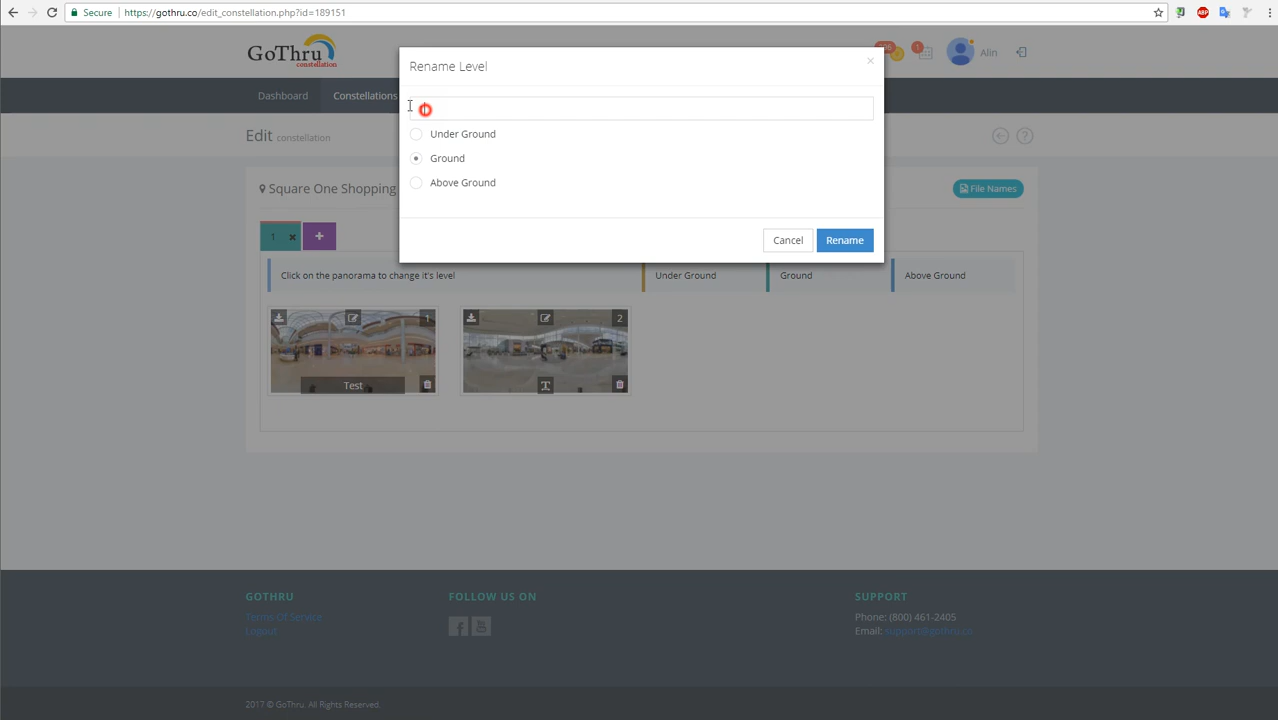 Secure https://gothru.co/edit_constellation.php?id=189151
GoThru
constellation
1
Alin
Dashboard Constellations
Edit constellation
Rename Level
×
Under Ground
Ground
Above Ground
Cancel Rename
Square One Shopping
File Names
1 × +
Click on the panorama to change it's level
Under Ground
Ground
Above Ground
1
2
Test
T
GOTHRU
Terms Of Service
Logout
FOLLOW US ON
SUPPORT
Phone: (800) 461-2405
Email: support@gothru.co
2017 © GoThru. All Rights Reserved.